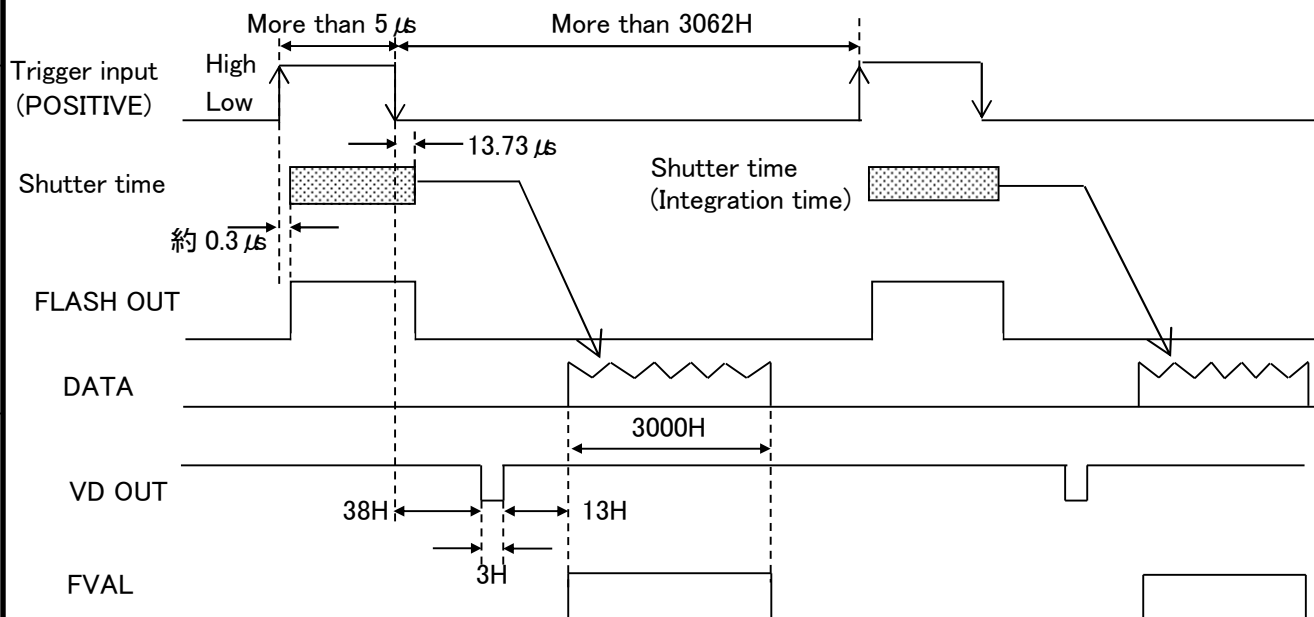 More than 5 μs
More than 3062H
Trigger input
(POSITIVE)
High
Low
13.73 μs
Shutter time
Shutter time
(Integration time)
約 0.3 μs
FLASH OUT
DATA
3000H
VD OUT
38H
13H
3H
FVAL